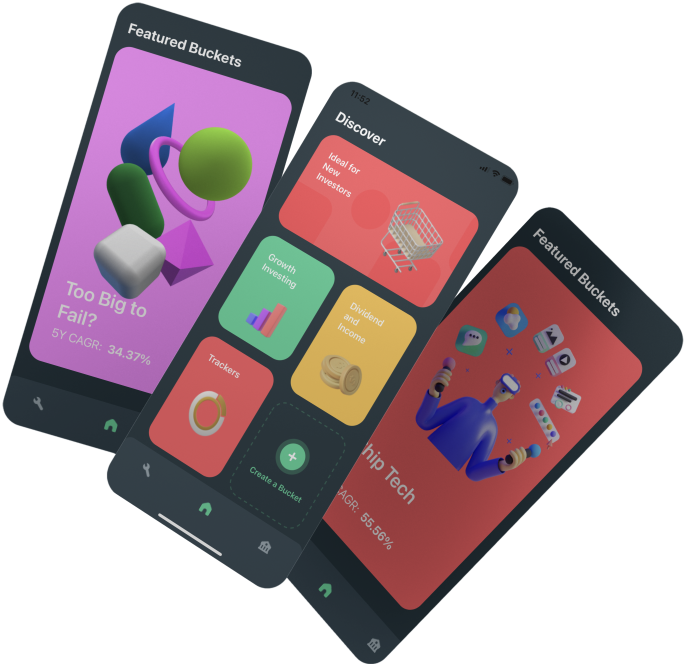 Featured Buckets
Too Big to
Fail?
5Y CAGR: 34.37%
11:52
Discover
Ideal for
New
Investors
Growth
Investing
Dividend
and
Income
Trackers
Create a Bucket
Featured Buckets
hip Tech
CAGR: 55.56%